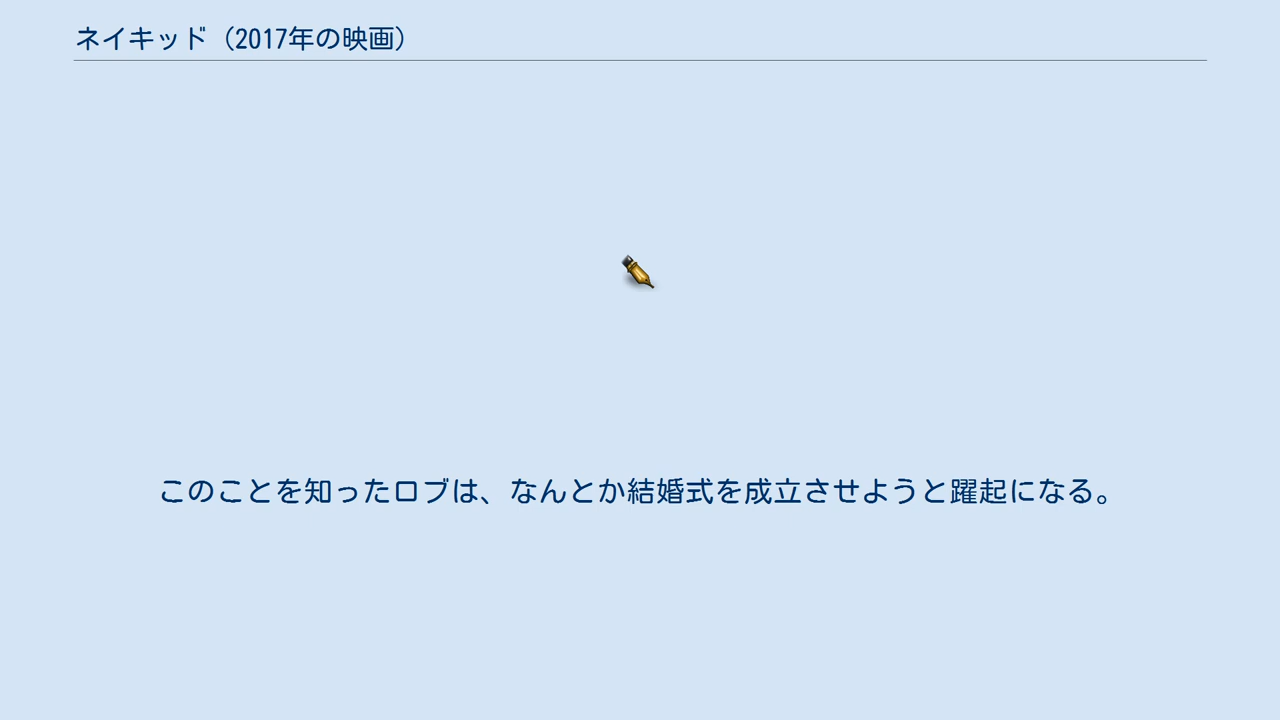 ネイキッド（2017年の映画）
このことを知ったロブは、なんとか結婚式を成立させようと躍起になる。